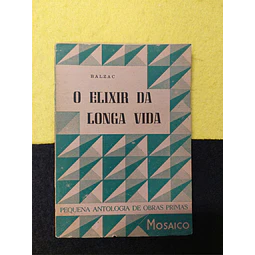 BALZAC
O ELIXIR DA
LONGA VIDA
PEQUENA ANTOLOGIA DE OBRAS PRIMAS
MOSAICO